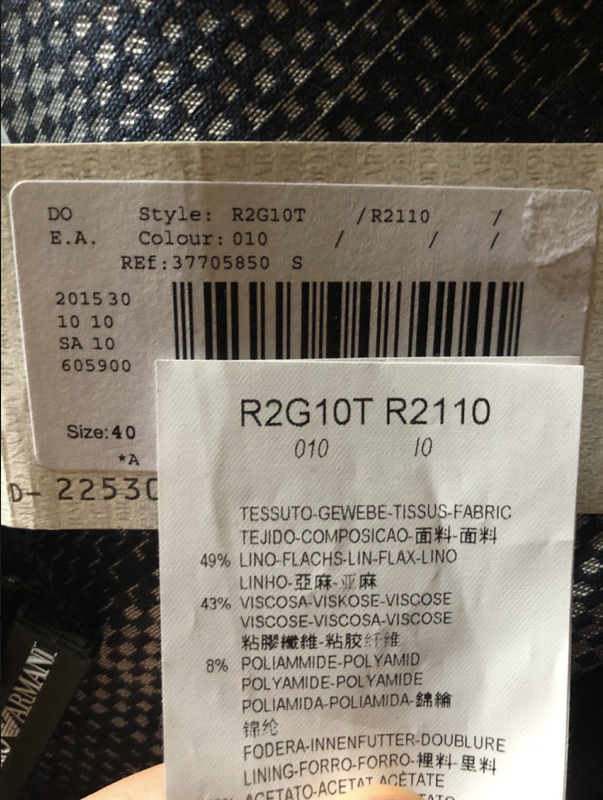 DO Style: R2G10T /R2110 /
E.A. Colour: 010 / / /
REf:37705850 S
2015 30
10 10
SA 10
605900
Size:40
*A
D- 22530
R2G10T R2110
010 10
TESSUTO-GEWEBE-TISSUS-FABRIC
TEJIDO-COMPOSICAO-面料-面料
49% LINO-FLACHS-LIN-FLAX-LINO
LINHO-亞麻-亚麻
43% VISCOSA-VISKOSE-VISCOSE
VISCOSE-VISCOSA-VISCOSE
粘膠纖維-粘胶纤维
8% POLIAMMIDE-POLYAMID
POLYAMIDE-POLYAMIDE
POLIAMIDA-POLIAMIDA-錦綸
锦纶
FODERA-INNENFUTTER-DOUBLURE
LINING-FORRO-FORRO-裡料-里料
ACETATO-ACETAT ACÉTATE
ARMANI